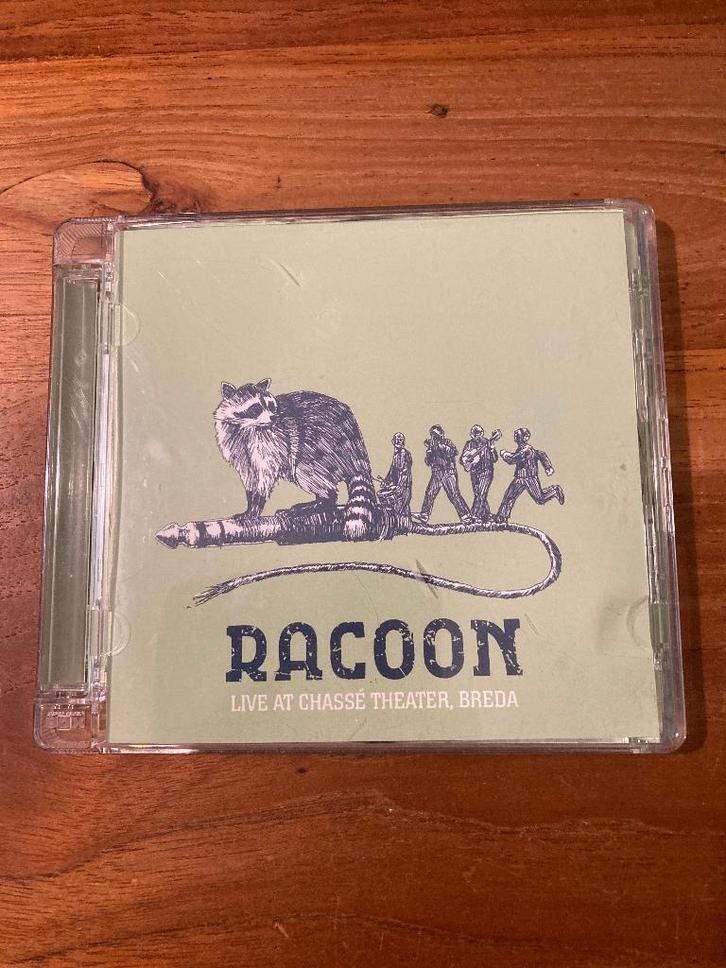 RACOON
LIVE AT CHASSÉ THEATER, BREDA